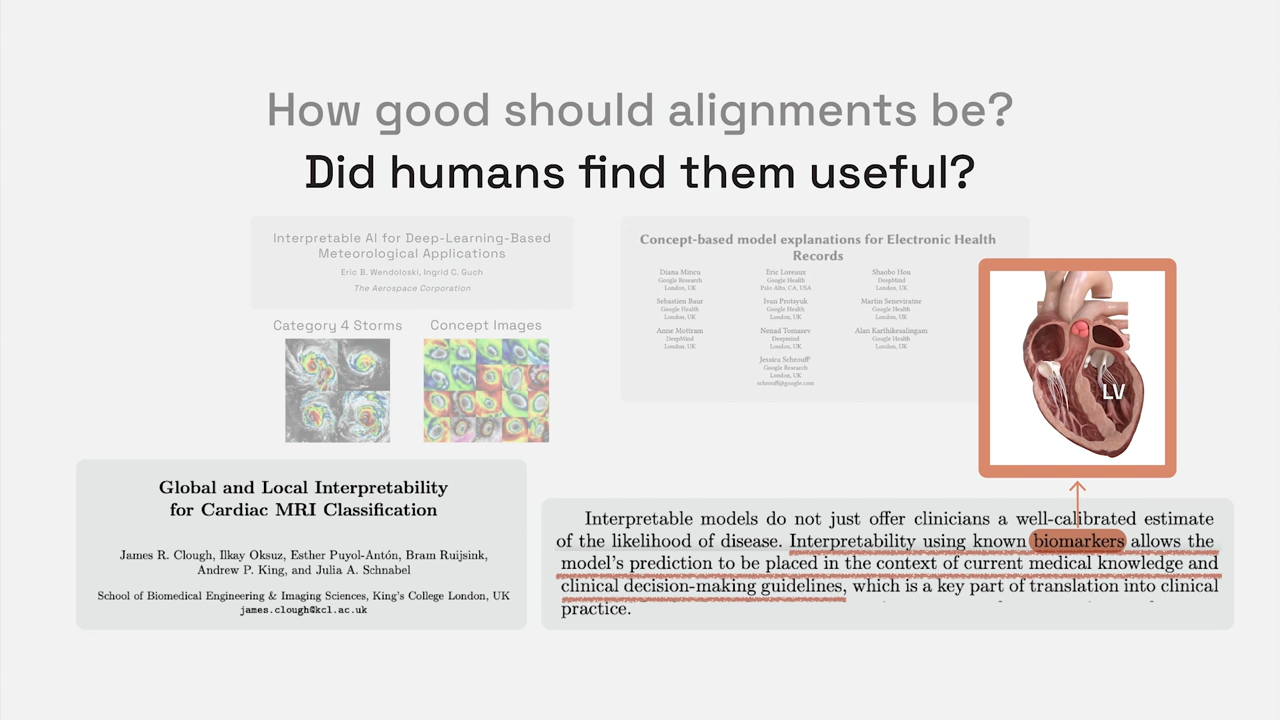 How good should alignments be?
Did humans find them useful?
Interpretable AI for Deep-Learning-Based
Meteorological Applications
Eric B. Wendoloski, Ingrid C. Guch
The Aerospace Corporation
Category 4 Storms
Concept Images
Concept-based model explanations for Electronic Health
Records
Diana Mincu
Google Research
London, UK
Eric Loreaux
Google Health
Palo Alto, CA, USA
Shaobo Hou
DeepMind
London, UK
Sebastien Baur
Google Health
London, UK
Ivan Protsyuk
Google Health
London, UK
Martin Seneviratne
Google Health
London, UK
Anne Mottram
DeepMind
London, UK
Nenad Tomasev
Deepmind
London, UK
Alan Karthikesalingam
Google Health
London, UK
Jessica Schrouff
Google Research
London, UK
schrouff@google.com
LV
Global and Local Interpretability
for Cardiac MRI Classification
James R. Clough, Ilkay Oksuz, Esther Puyol-Antón, Bram Ruijsink,
Andrew P. King, and Julia A. Schnabel
School of Biomedical Engineering & Imaging Sciences, King's College London, UK
james.clough@kcl.ac.uk
Interpretable models do not just offer clinicians a well-calibrated estimate
of the likelihood of disease. Interpretability using known biomarkers allows the
model's prediction to be placed in the context of current medical knowledge and
clinical decision-making guidelines, which is a key part of translation into clinical
practice.